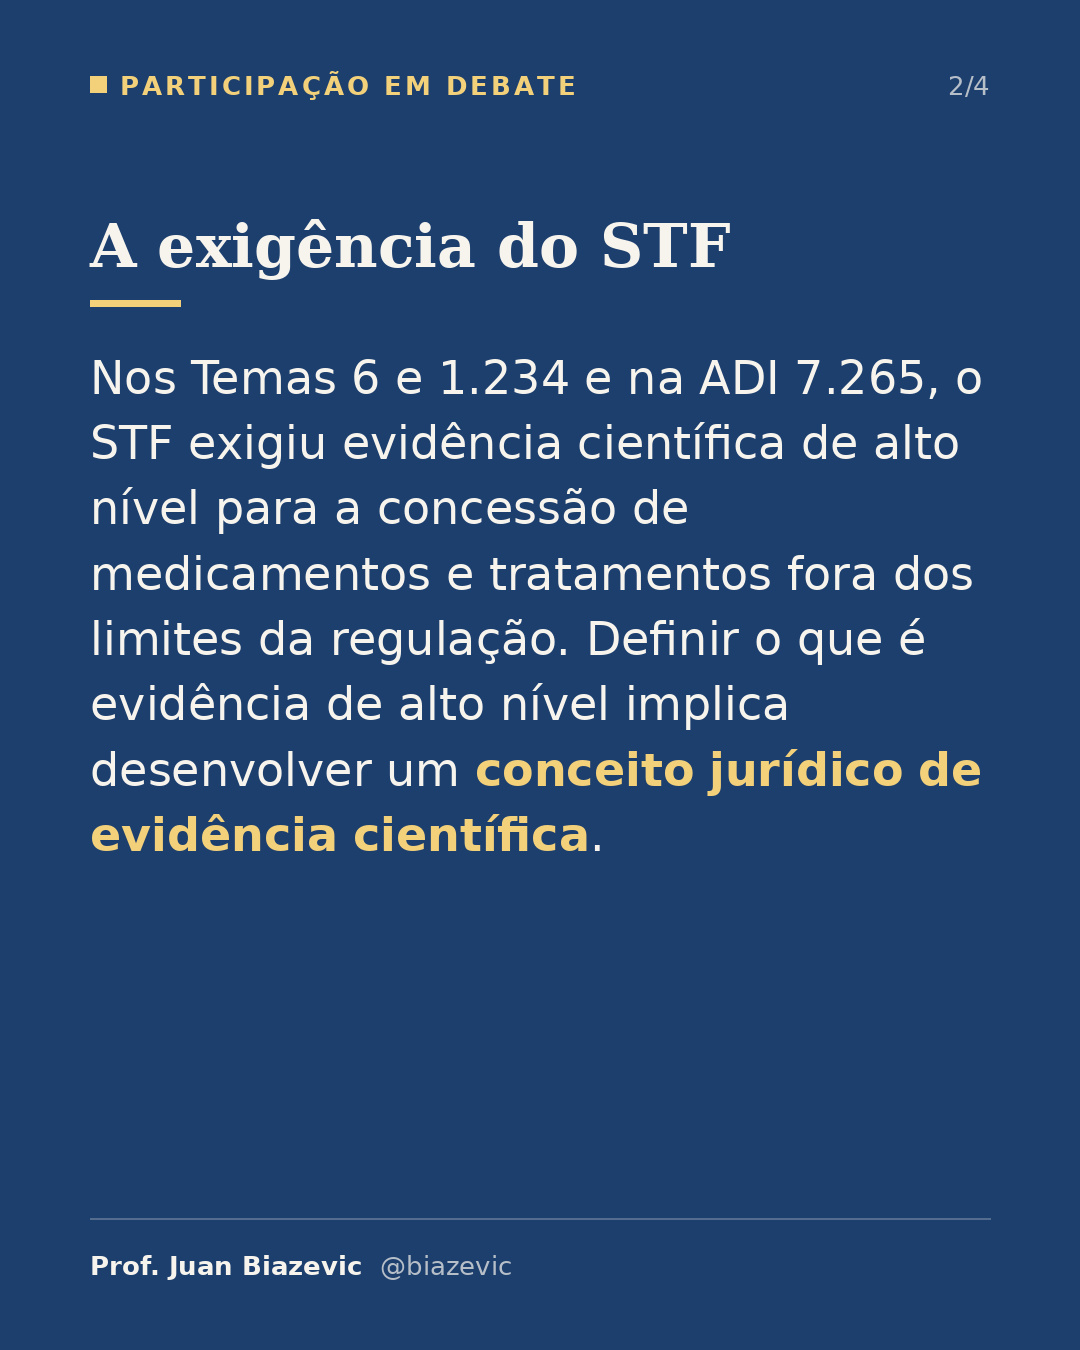 PARTICIPAÇÃO EM DEBATE
2/4
A exigência do STF
Nos Temas 6 e 1.234 e na ADI 7.265, o
STF exigiu evidência científica de alto
nível para a concessão de
medicamentos e tratamentos fora dos
limites da regulação. Definir o que é
evidência de alto nível implica
desenvolver um conceito jurídico de
evidência científica.
Prof. Juan Biazevic @biazevic